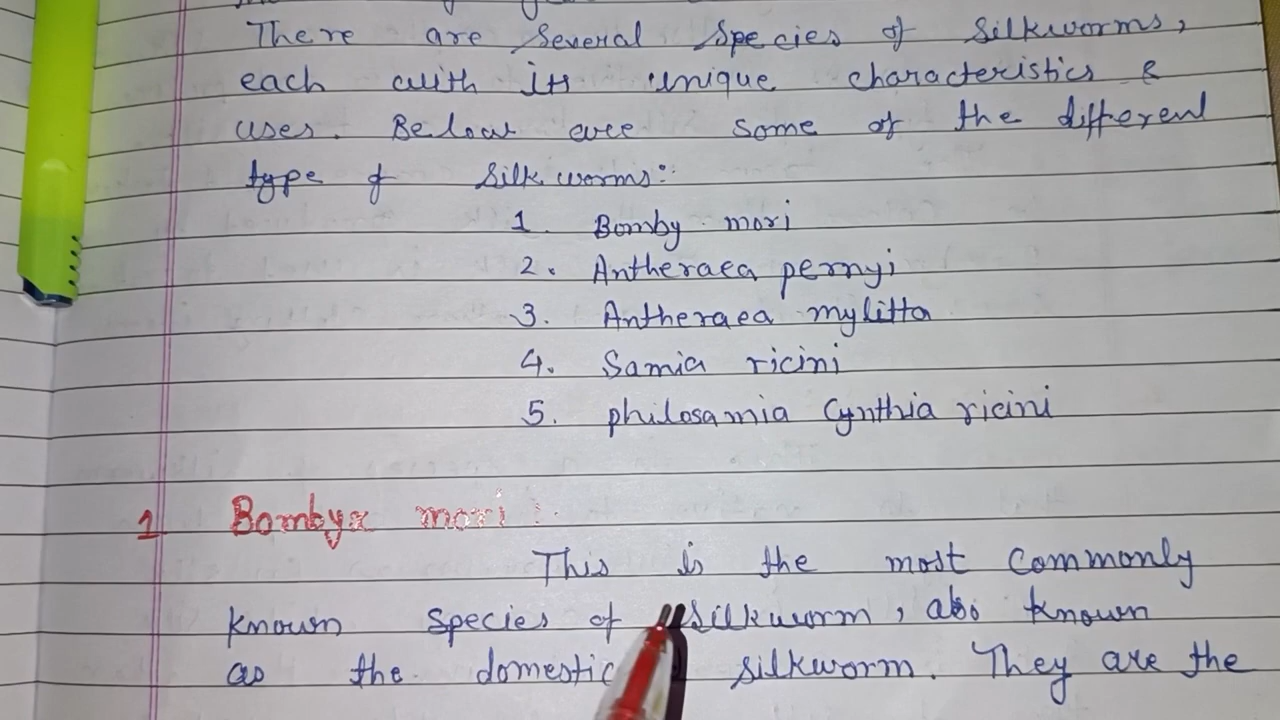 There are Several Species of Silkworms,
each with its unique characteristics &
uses. Below are some of the different
type of Silk worms:
1. Bomby mori
2. Antheraea pernyi
3. Antheraea mylitta
4. Samia ricini
5. philosamia Cynthia ricini
1 Bombyx mori :-
This is the most Commonly
known Species of silkworm, also known
as the domestic silkworm. They are the